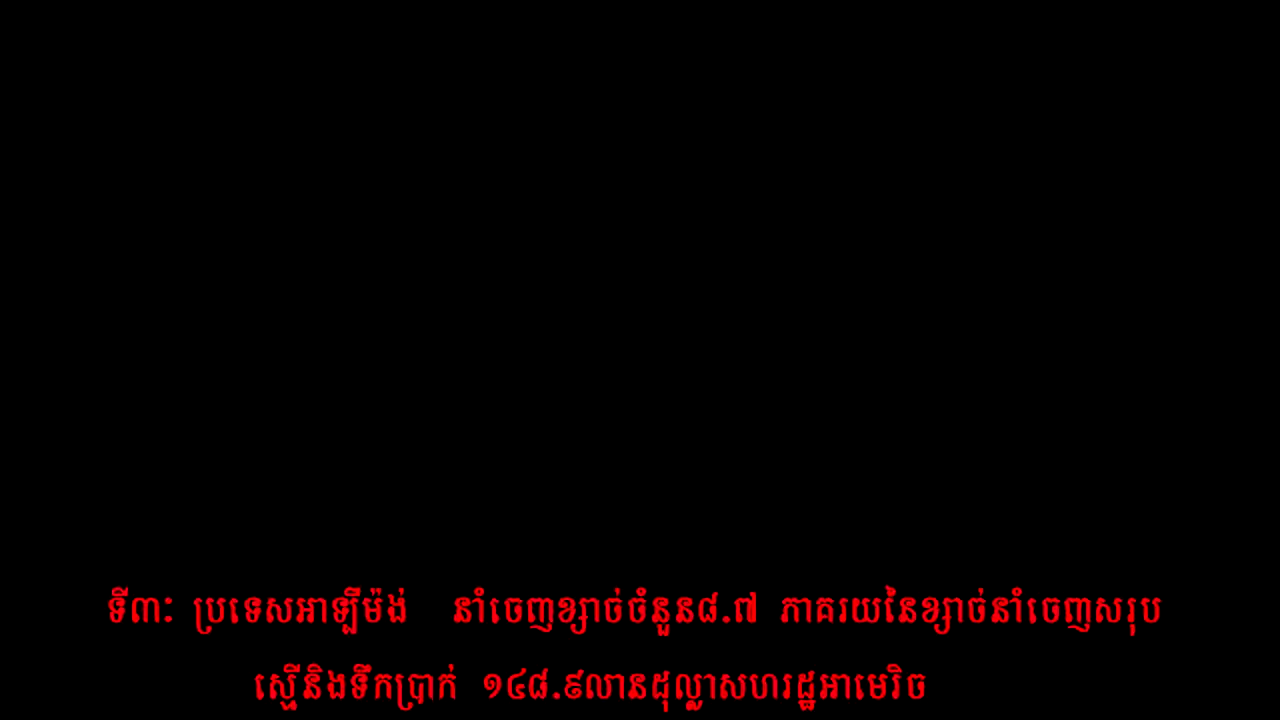 ទី៣: ប្រទេសអាឡឺម៉ង់ នាំចេញខ្សាច់ចំនួន៨.៧ ភាគរយនៃខ្សាច់នាំចេញសរុប
ស្មើនិងទឹកប្រាក់ ១៤៨.៩លានដុល្លាសហរដ្ឋអាមេរិច